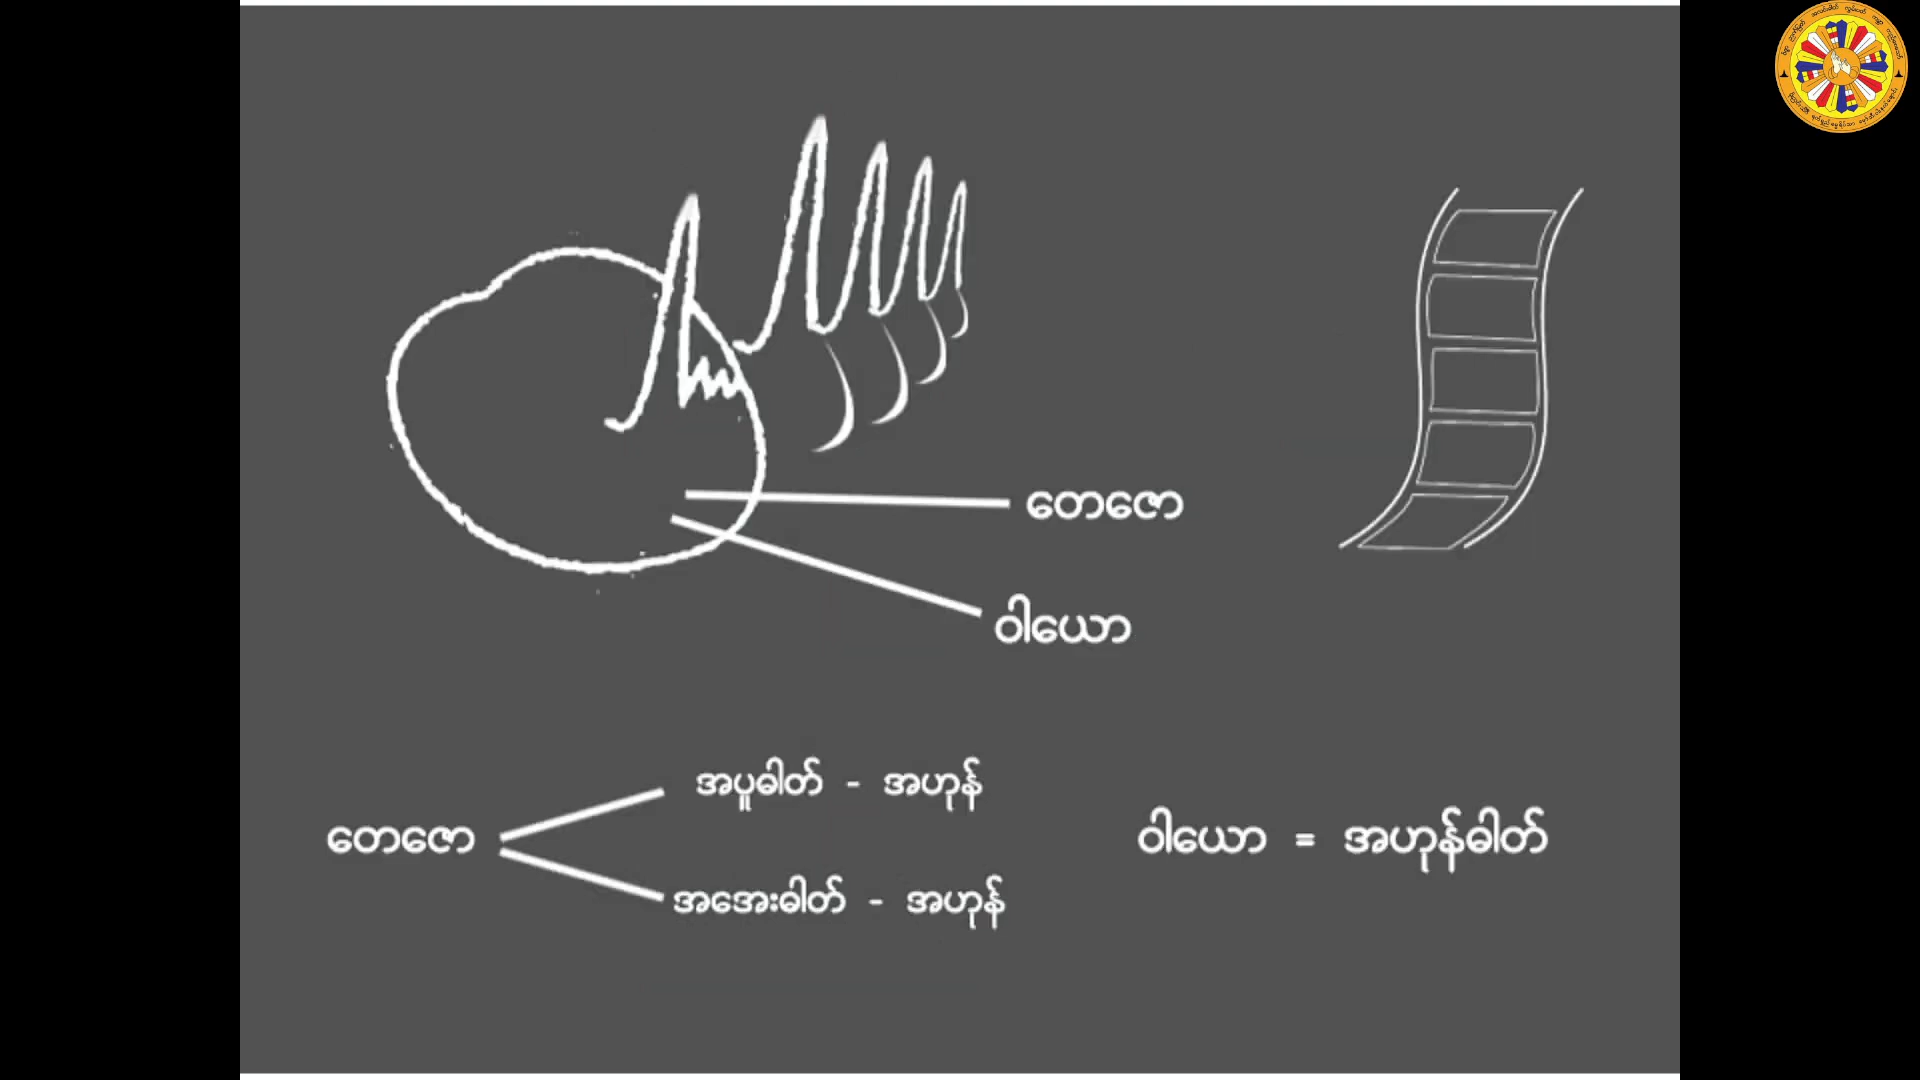 တေဇော
ဝါယော
အပူဓါတ် - အဟုန်
တေဇော
ဝါယော = အဟုန်ဓါတ်
အအေးဓါတ် - အဟုန်